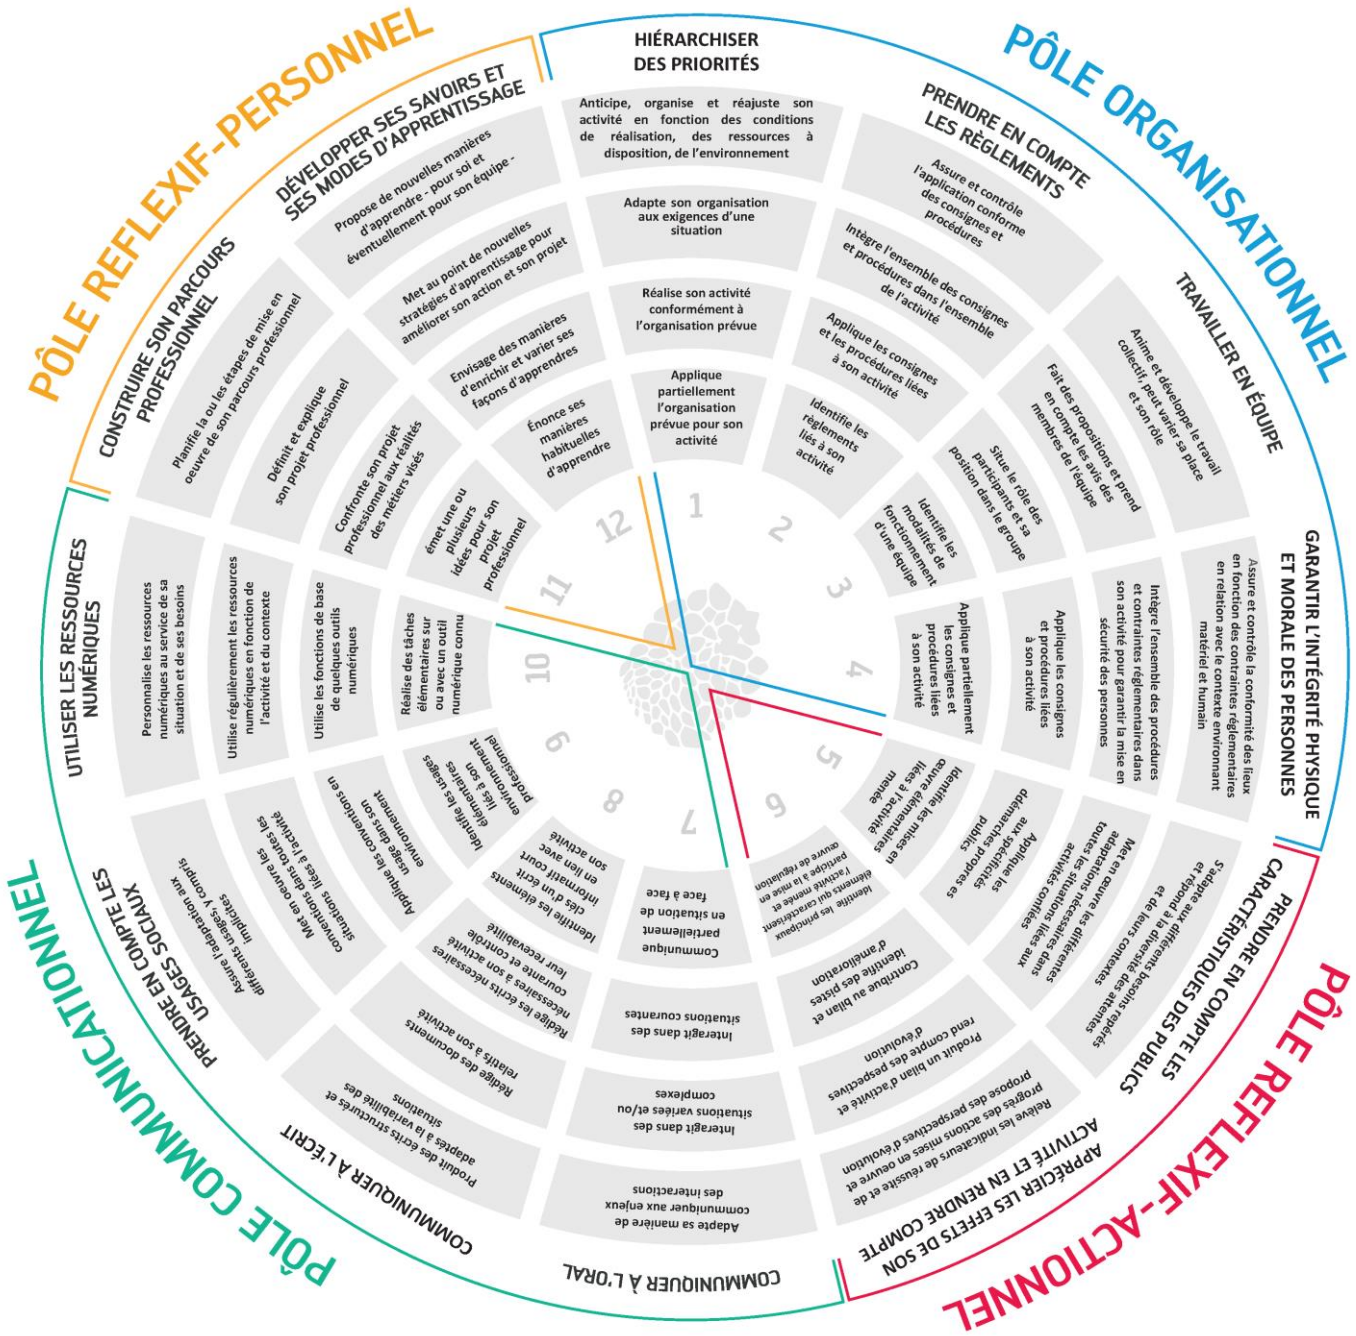 PÔLE ORGANISATIONNEL
HIÉRARCHISER
DES PRIORITÉS
Anticipe, organise et réajuste son
activité en fonction des conditions
de réalisation, des ressources à
disposition, de l'environnement
Adapte son organisation
aux exigences d'une
situation
Réalise son activité
conformément à
l'organisation prévue
Applique
partiellement
l'organisation
prévue pour son
activité
1
PRENDRE EN COMPTE
LES RÈGLEMENTS
Assure et contrôle
l'application conforme
des consignes et
procédures
Intègre l'ensemble des consignes
et procédures dans l'ensemble
de l'activité
Applique les consignes
et les procédures liées
à son activité
Identifie les
règlements
liés à son
activité
2
TRAVAILLER EN ÉQUIPE
Anime et développe le travail
collectif, peut varier sa place
et son rôle
Fait des propositions et prend
en compte les avis des
membres de l'équipe
Situe le rôle des
participants et sa
position dans le groupe
Identifie les
modalités de
fonctionnement
d'une équipe
3
GARANTIR L'INTÉGRITÉ PHYSIQUE
ET MORALE DES PERSONNES
Assure et contrôle la conformité des lieux
en fonction des contraintes réglementaires
en relation avec le contexte environnant
matériel et humain
Intègre l'ensemble des procédures
et contraintes réglementaires dans
son activité pour garantir la mise en
sécurité des personnes
Applique les consignes
et procédures liées
à son activité
Applique partiellement
les consignes et
procédures liées
à son activité
4
PÔLE REFLEXIF-ACTIONNEL
PRENDRE EN COMPTE LES
CARACTÉRISTIQUES DES PUBLICS
S'adapte aux différents besoins repérés
et répond à la diversité des attentes
et de leurs contextes
Met en œuvre les différentes
adaptations nécessaires dans
toutes les situations liées aux
activités confiées
Applique les
aux spécificités
ddémarches propres es
publics
Identifie les mises en
œuvre élémentaires
liées à l'activité
menée
5
APPRÉCIER LES EFFETS DE SON
ACTIVITÉ ET EN RENDRE COMPTE
Relève les indicateurs de réussite et de
progrès des actions mises en oeuvre et
propose des perspectives d'évolution
Produit un bilan d'activité et
rend compte des perspectives
d'évolution
Contribue au bilan et
identifie des pistes
d'amélioration
Identifie les principaux
éléments qui caractérisent
l'activité menée et
participe à la mise en
œuvre de régulation
6
PÔLE COMMUNICATIONNEL
COMMUNIQUER À L'ORAL
Adapte sa manière de
communiquer aux enjeux
des interactions
Interagit dans des
situations variées et/ou
complexes
Interagit dans des
situations courantes
Communique
partiellement
en situation de
face à face
7
COMMUNIQUER À L'ÉCRIT
Produit des écrits structurés et
adaptés à la variabilité des
situations
Rédige des documents
relatifs à son activité
Rédige les écrits nécessaires
nécessaires à son activité
courante et contrôle
leur recevabilité
Identifie les éléments
clés d'un écrit
informatif court
en lien avec
son activité
8
PRENDRE EN COMPTE LES
USAGES SOCIAUX
Assure l'adaptation aux
différents usages, y compris
implicites
Met en oeuvre les
conventions dans toutes les
situations liées à l'activité
Applique les conventions en
usage dans son
environnement
Identifie les usages
élémentaires
liés à son
environnement
professionnel
9
UTILISER LES RESSOURCES
NUMÉRIQUES
Personnalise les ressources
numériques au service de sa
situation et de ses besoins
Utilise régulièrement les ressources
numériques en fonction de
l'activité et du contexte
Utilise les fonctions de base
de quelques outils
numériques
Réalise des tâches
élémentaires sur
ou avec un outil
numérique connu
10
PÔLE REFLEXIF-PERSONNEL
CONSTRUIRE SON PARCOURS
PROFESSIONNEL
Planifie la ou les étapes de mise en
oeuvre de son parcours professionnel
Définit et explique
son projet professionnel
Confronte son projet
professionnel aux réalités
des métiers visés
émet une ou
plusieurs
idées pour son
projet
professionnel
11
DÉVELOPPER SES SAVOIRS ET
SES MODES D'APPRENTISSAGE
Propose de nouvelles manières
d'apprendre - pour soi et
éventuellement pour son équipe -
Met au point de nouvelles
stratégies d'apprentissage pour
améliorer son action et son projet
Envisage des manières
d'enrichir et varier ses
façons d'apprendres
Énonce ses
manières
habituelles
d'apprendre
12